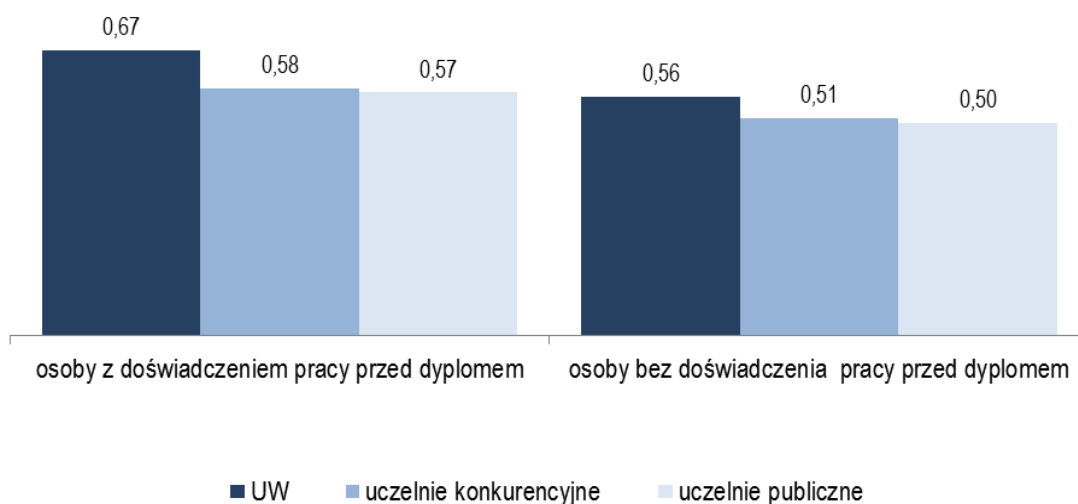 0,67
0,58
0,57
0,56
0,51
0,50
osoby z doświadczeniem pracy przed dyplomem
osoby bez doświadczenia pracy przed dyplomem
UW
uczelnie konkurencyjne
uczelnie publiczne